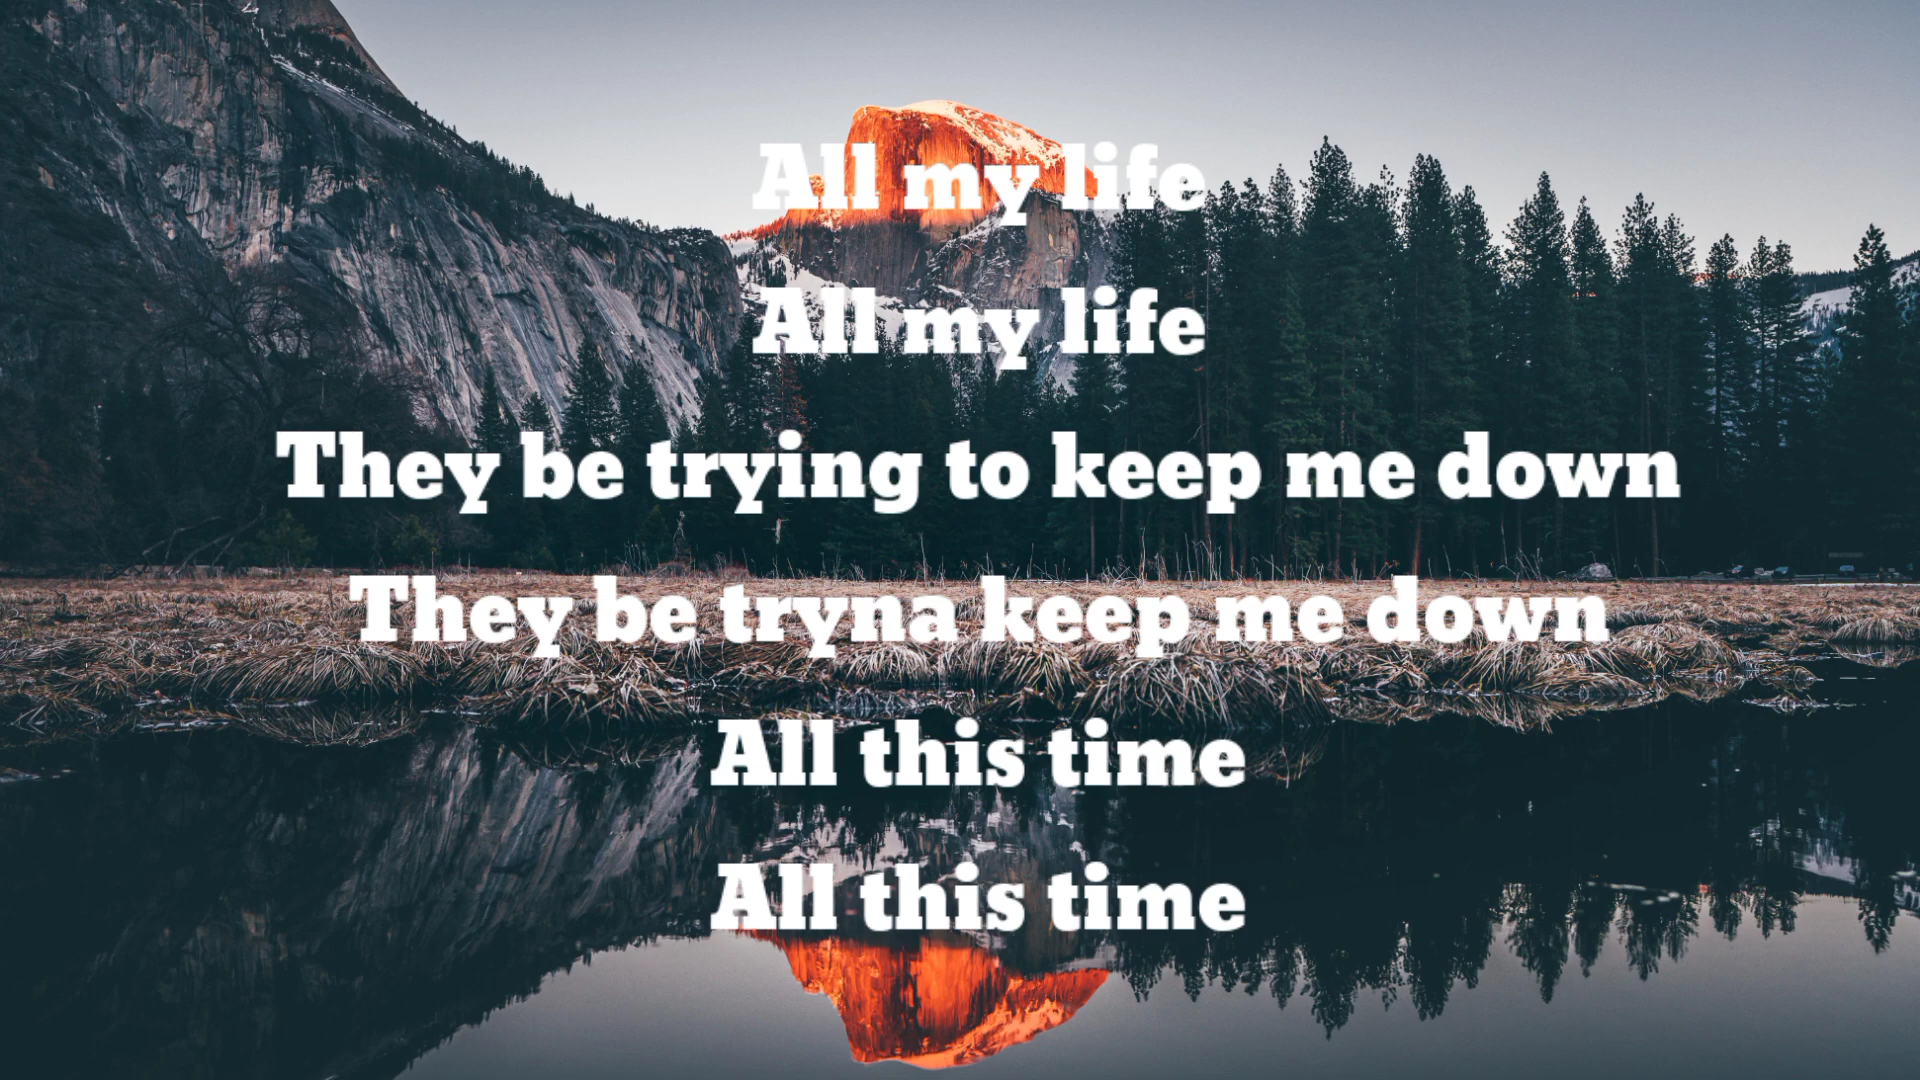 All my life
All my life
They be trying to keep me down
They be tryna keep me down
All this time
All this time